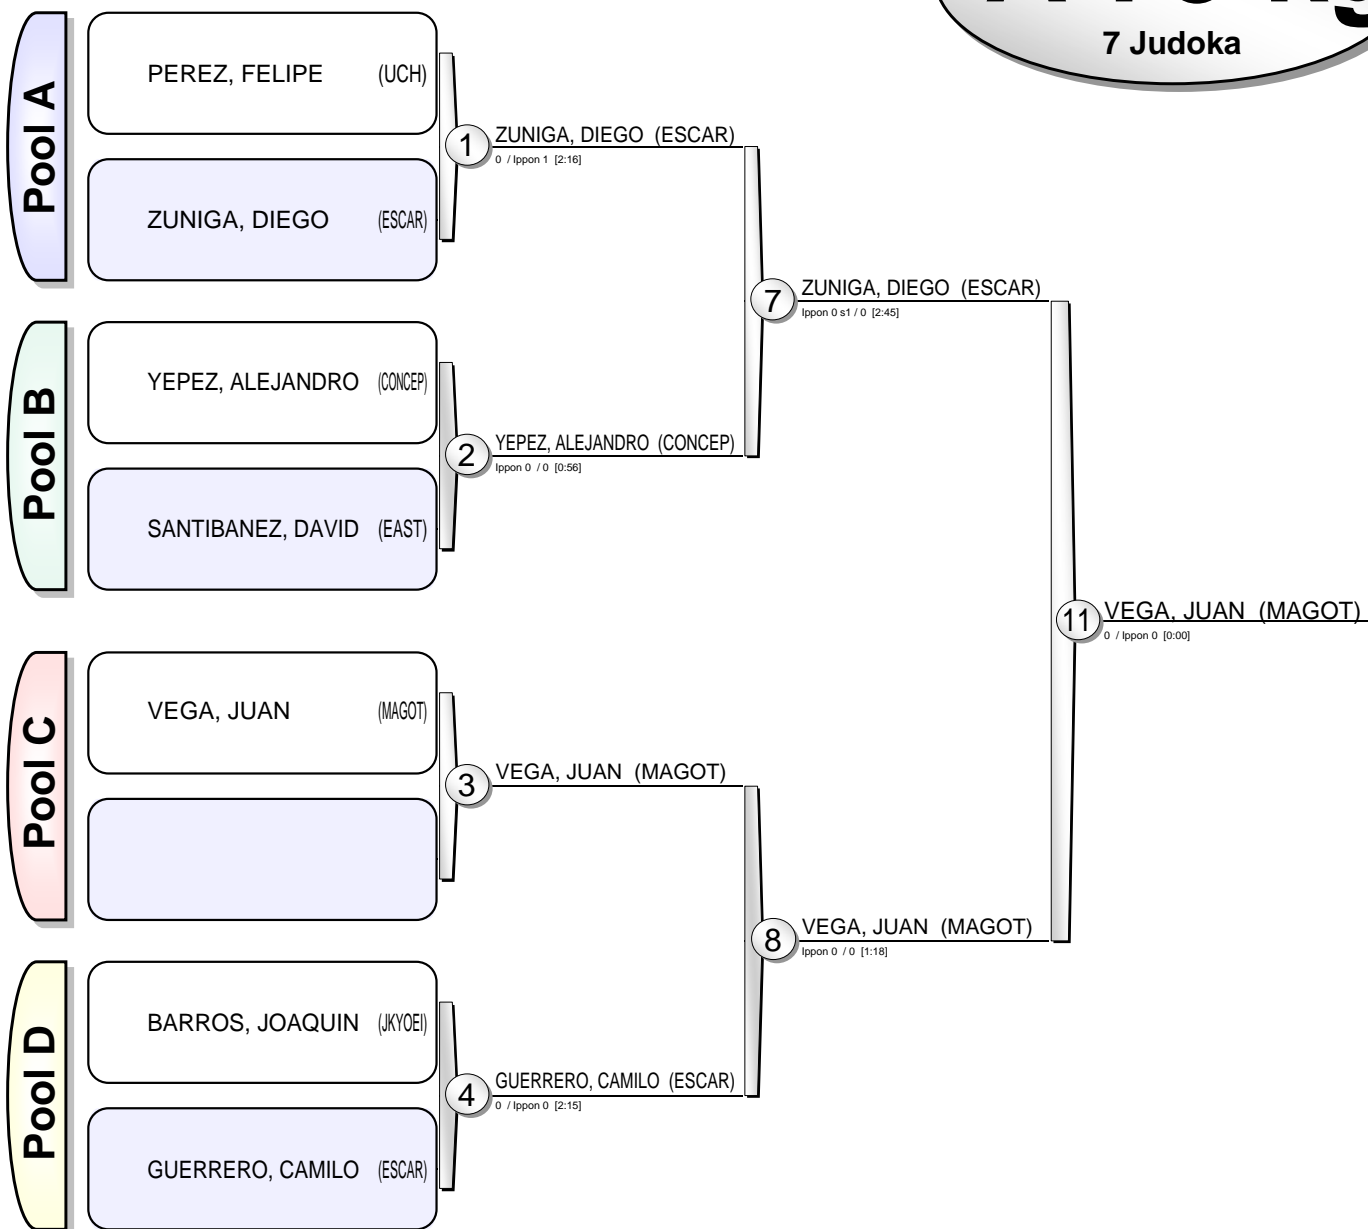 7 Judoka
Pool A
PEREZ, FELIPE (UCH)
ZUNIGA, DIEGO (ESCAR)
1
ZUNIGA, DIEGO (ESCAR)
0 / Ippon 1 [2:16]
Pool B
YEPEZ, ALEJANDRO (CONCEP)
SANTIBANEZ, DAVID (EAST)
2
YEPEZ, ALEJANDRO (CONCEP)
Ippon 0 / 0 [0:56]
7
ZUNIGA, DIEGO (ESCAR)
Ippon 0 s1 / 0 [2:45]
Pool C
VEGA, JUAN (MAGOT)
3
VEGA, JUAN (MAGOT)
Pool D
BARROS, JOAQUIN (JKYOEI)
GUERRERO, CAMILO (ESCAR)
4
GUERRERO, CAMILO (ESCAR)
0 / Ippon 0 [2:15]
8
VEGA, JUAN (MAGOT)
Ippon 0 / 0 [1:18]
11
VEGA, JUAN (MAGOT)
0 / Ippon 0 [0:00]